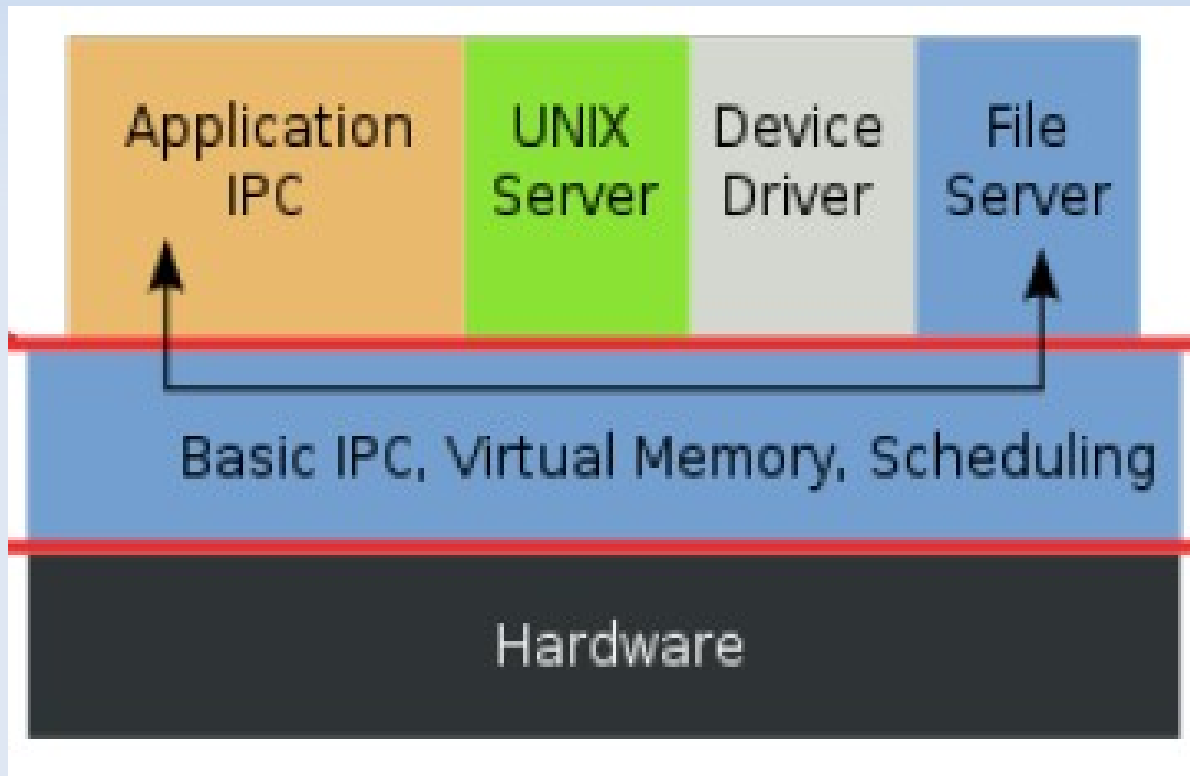 Application
IPC
UNIX
Server
Device
Driver
File
Server
Basic IPC, Virtual Memory, Scheduling
Hardware